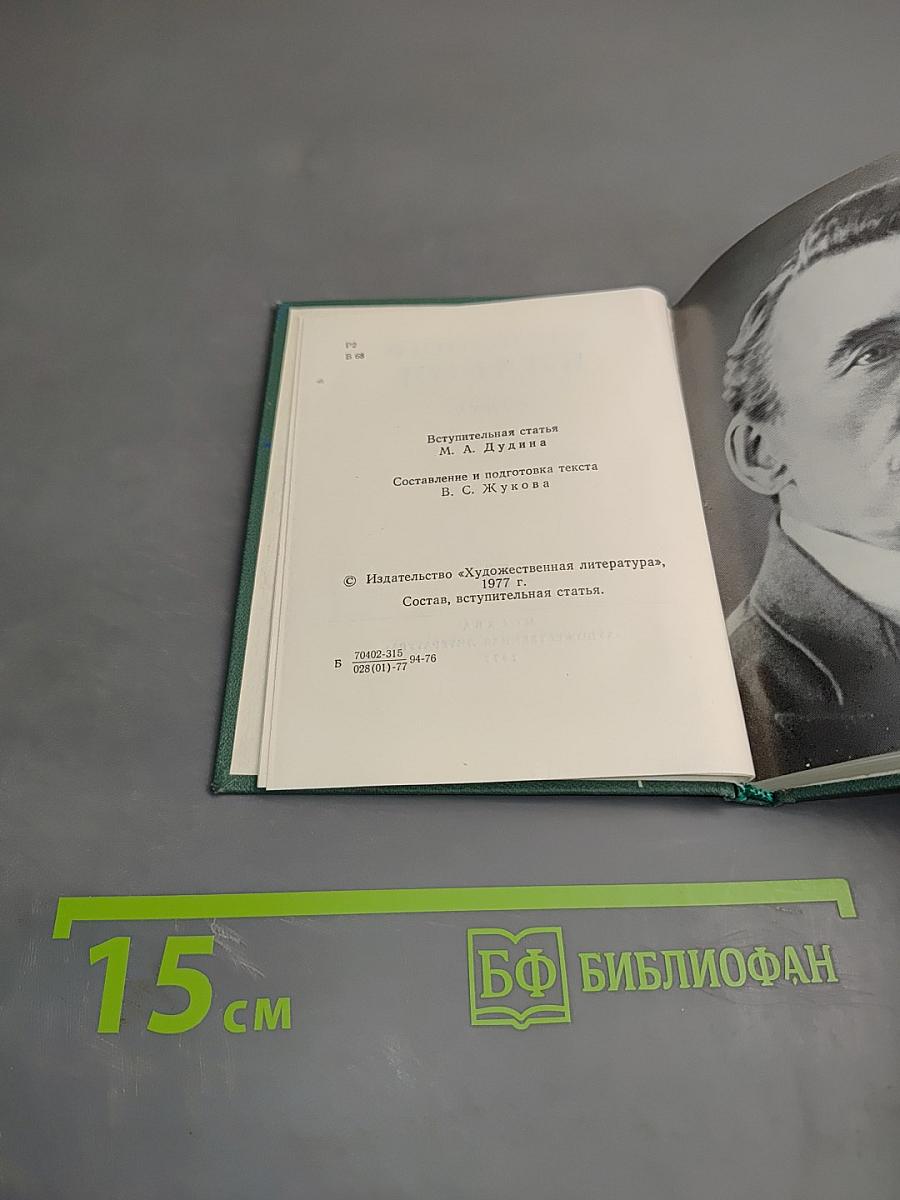 Р2
В 68
Вступительная статья
М. А. Дудина
Составление и подготовка текста
В. С. Жукова
© Издательство «Художественная литература»,
1977 г.
Состав, вступительная статья.
Б 70402-315
028(01)-77 94-76
15 см
БФ БИБЛИОФАН